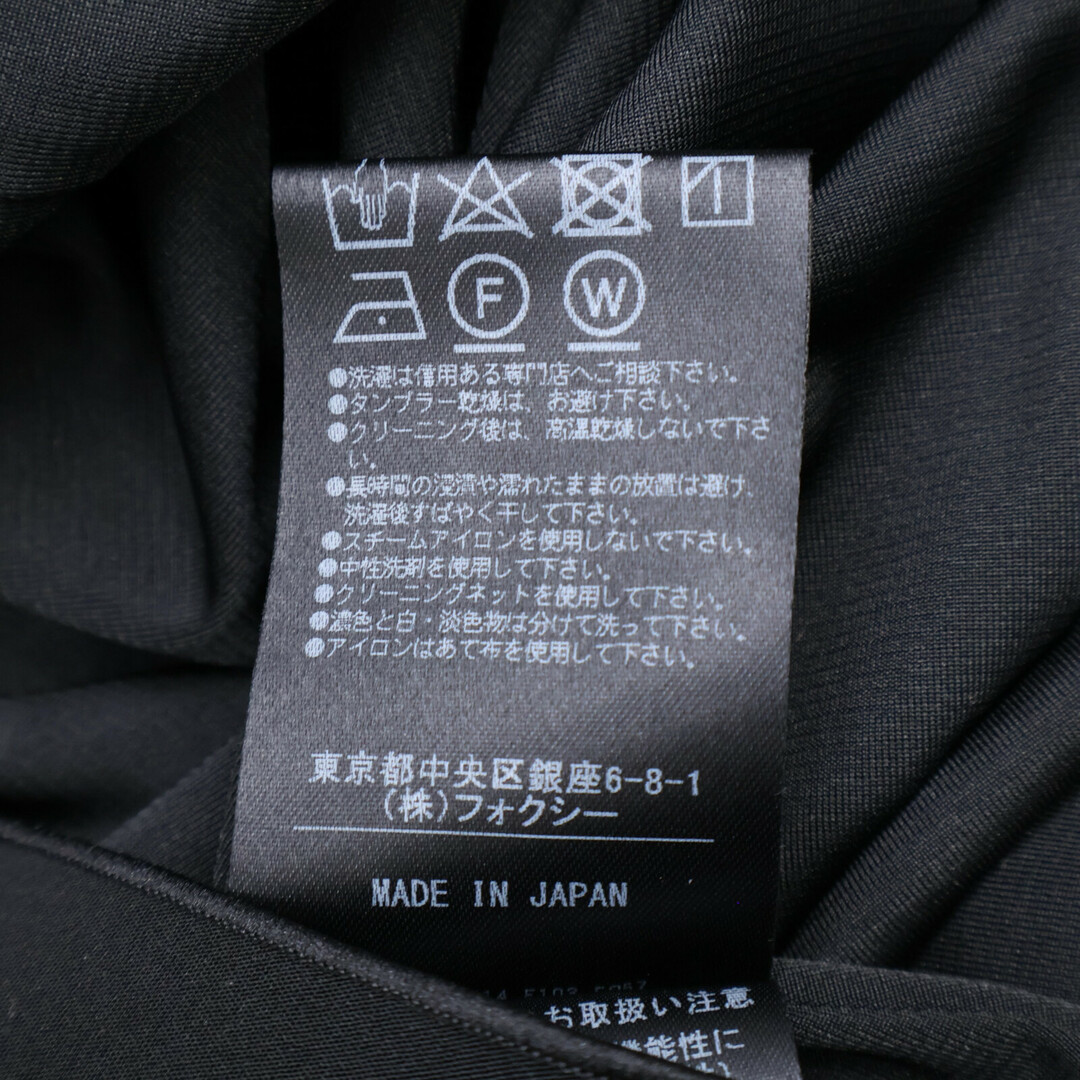 F W
●洗濯は信用ある専門店へご相談下さい。
●タンブラー乾燥は、お避け下さい。
●クリーニング後は、高温乾燥しないで下さ
い。
●長時間の浸漬や濡れたままの放置は避け、
洗濯後すばやく干して下さい。
●スチームアイロンを使用しないで下さい。
●中性洗剤を使用して下さい。
●クリーニングネットを使用して下さい。
●濃色と白・淡色物は分けて洗って下さい。
●アイロンはあて布を使用して下さい。
東京都中央区銀座6-8-1
(株)フォクシー
MADE IN JAPAN
お取扱い注意
機能性に